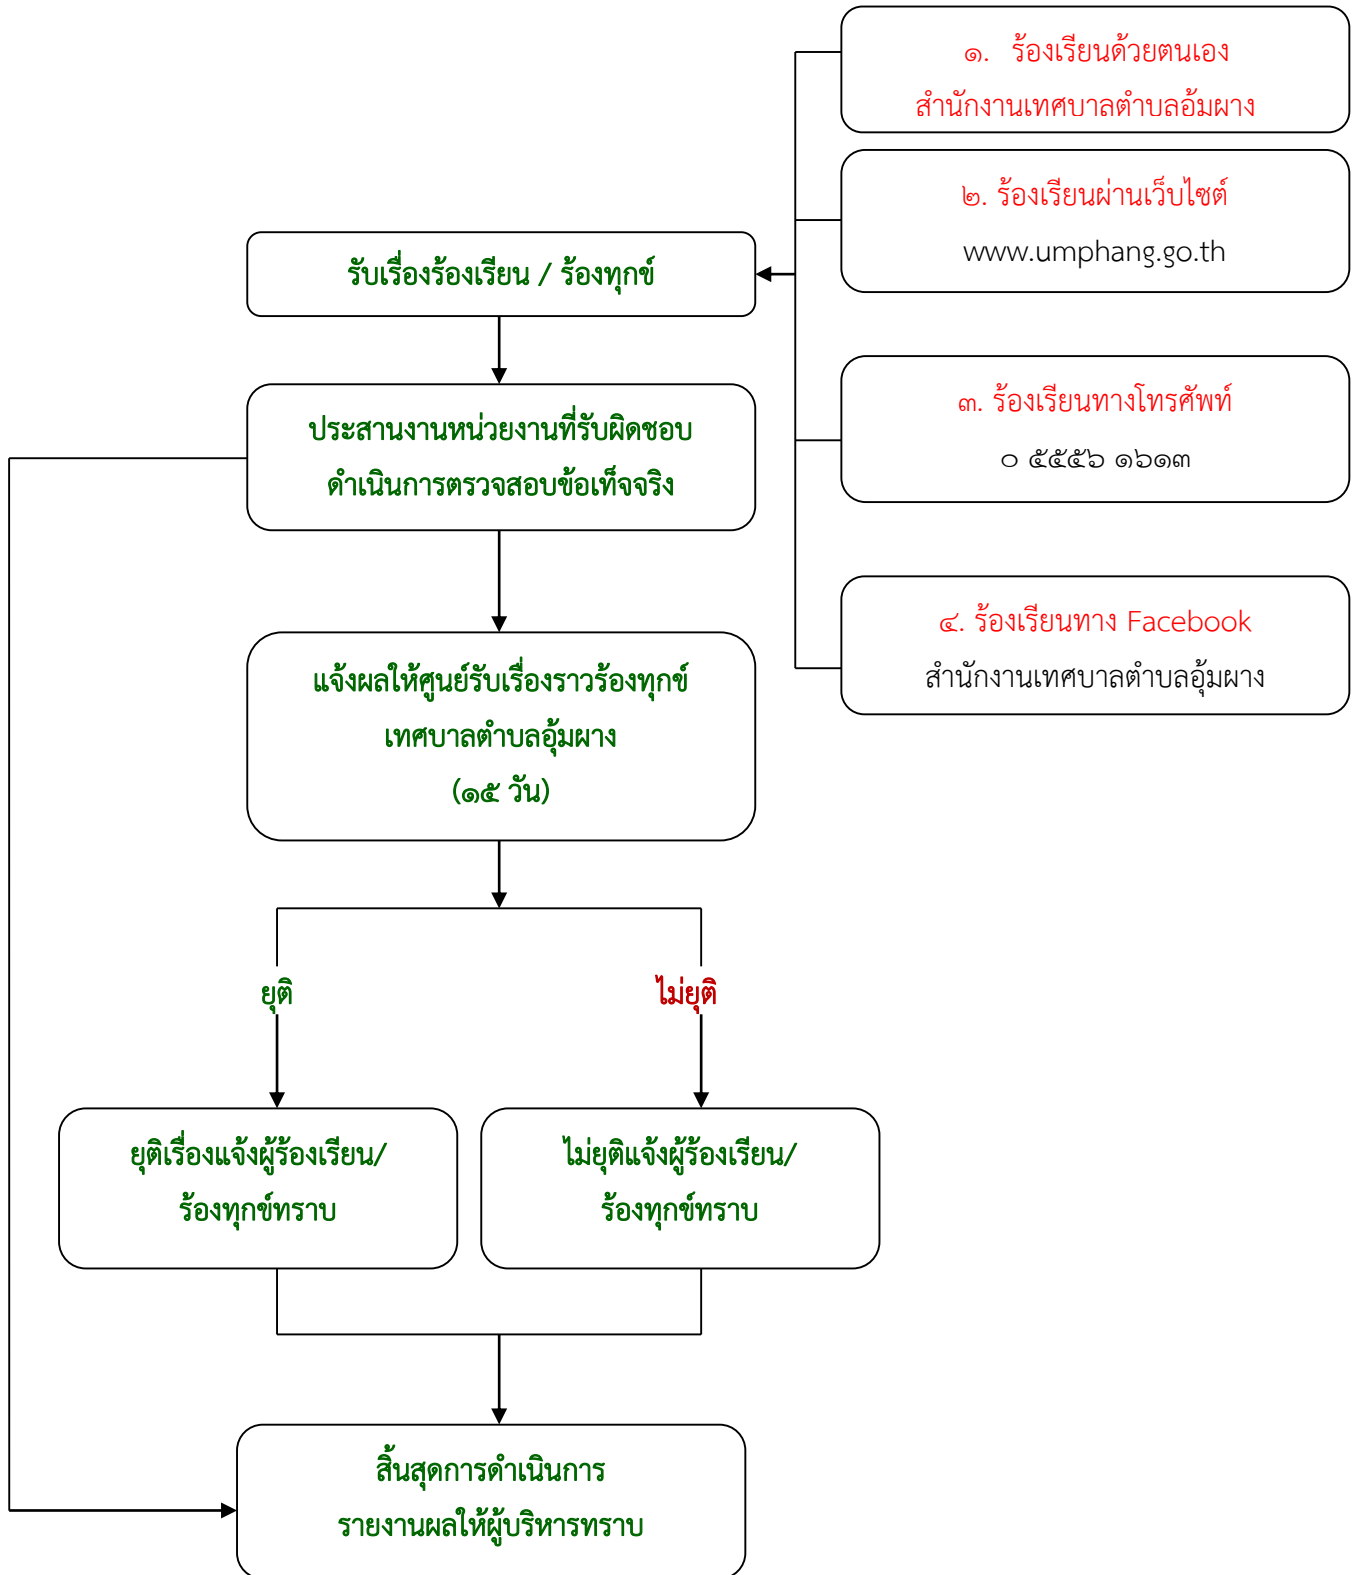 ๑. ร้องเรียนด้วยตนเอง
สำนักงานเทศบาลตำบลอุ้มผาง
๒. ร้องเรียนผ่านเว็บไซต์
www.umphang.go.th
รับเรื่องร้องเรียน / ร้องทุกข์
๓. ร้องเรียนทางโทรศัพท์
๐ ๕๕๕๖ ๑๖๑๓
ประสานงานหน่วยงานที่รับผิดชอบ
ดำเนินการตรวจสอบข้อเท็จจริง
๔. ร้องเรียนทาง Facebook
สำนักงานเทศบาลตำบลอุ้มผาง
แจ้งผลให้ศูนย์รับเรื่องราวร้องทุกข์
เทศบาลตำบลอุ้มผาง
(๑๕ วัน)
ยุติ
ไม่ยุติ
ยุติเรื่องแจ้งผู้ร้องเรียน/
ร้องทุกข์ทราบ
ไม่ยุติแจ้งผู้ร้องเรียน/
ร้องทุกข์ทราบ
สิ้นสุดการดำเนินการ
รายงานผลให้ผู้บริหารทราบ